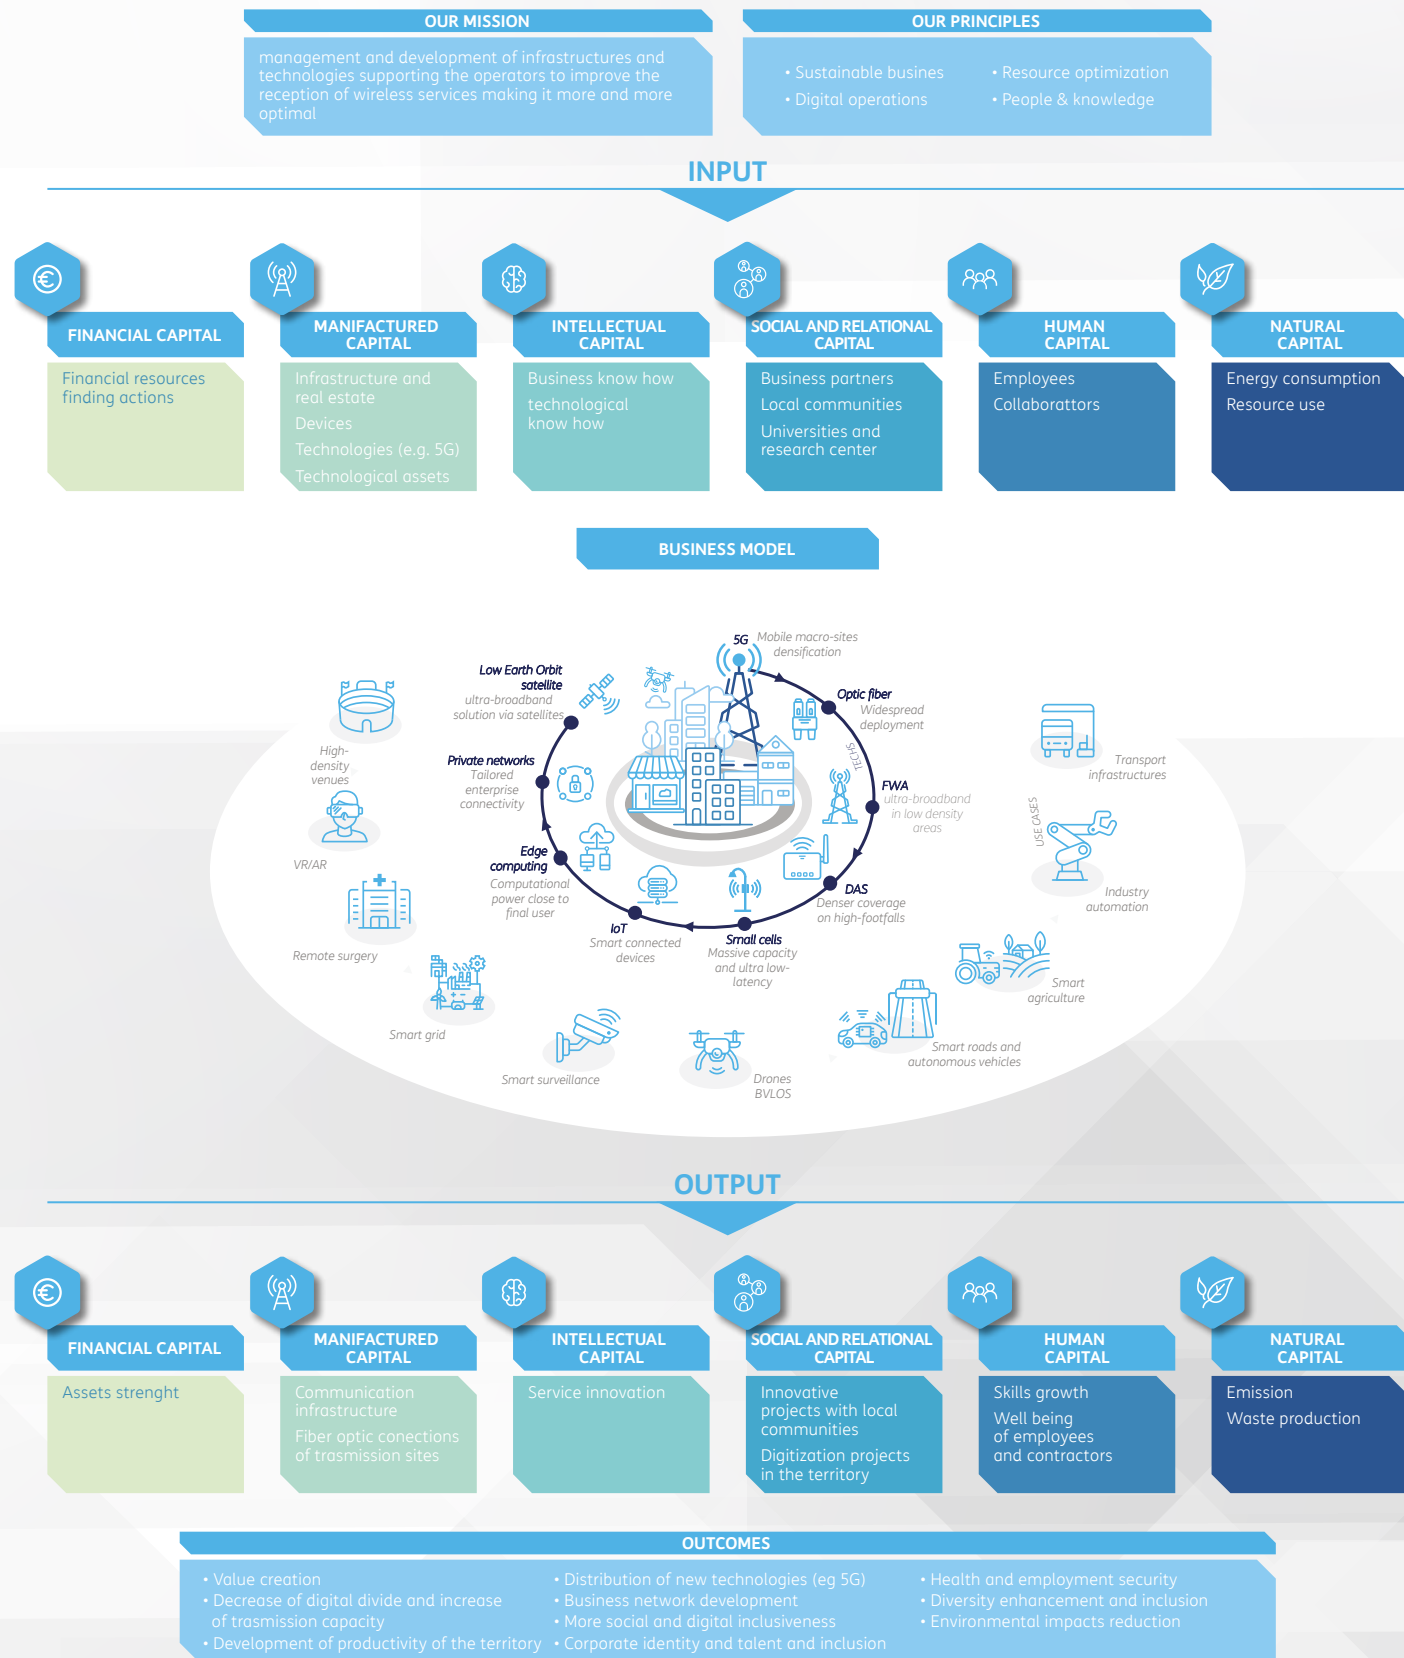 OUR MISSION
management and development of infrastructures and
technologies supporting the operators to improve the
reception of wireless services making it more and more
optimal
OUR PRINCIPLES
• Sustainable busines
• Digital operations
• Resource optimization
• People & knowledge
INPUT
FINANCIAL CAPITAL
Financial resources
finding actions
MANIFACTURED
CAPITAL
Infrastructure and
real estate
Devices
Technologies (e.g. 5G)
Technological assets
INTELLECTUAL
CAPITAL
Business know how
technological
know how
SOCIAL AND RELATIONAL
CAPITAL
Business partners
Local communities
Universities and
research center
HUMAN
CAPITAL
Employees
Collaborattors
NATURAL
CAPITAL
Energy consumption
Resource use
BUSINESS MODEL
5G
Mobile macro-sites
densification
Optic fiber
Widespread
deployment
TECHS
FWA
ultra-broadband
in low density
areas
DAS
Denser coverage
on high-footfalls
Small cells
Massive capacity
and ultra low-
latency
IoT
Smart connected
devices
Edge
computing
Computational
power close to
final user
Private networks
Tailored
enterprise
connectivity
Low Earth Orbit
satellite
ultra-broadband
solution via satellites
High-
density
venues
VR/AR
Remote surgery
Smart grid
Smart surveillance
Drones
BVLOS
Smart roads and
autonomous vehicles
Smart
agriculture
Industry
automation
USE CASES
Transport
infrastructures
OUTPUT
FINANCIAL CAPITAL
Assets strenght
MANIFACTURED
CAPITAL
Communication
infrastructure
Fiber optic conections
of trasmission sites
INTELLECTUAL
CAPITAL
Service innovation
SOCIAL AND RELATIONAL
CAPITAL
Innovative
projects with local
communities
Digitization projects
in the territory
HUMAN
CAPITAL
Skills growth
Well being
of employees
and contractors
NATURAL
CAPITAL
Emission
Waste production
OUTCOMES
• Value creation
• Decrease of digital divide and increase
of trasmission capacity
• Development of productivity of the territory
• Distribution of new technologies (eg 5G)
• Business network development
• More social and digital inclusiveness
• Corporate identity and talent and inclusion
• Health and employment security
• Diversity enhancement and inclusion
• Environmental impacts reduction